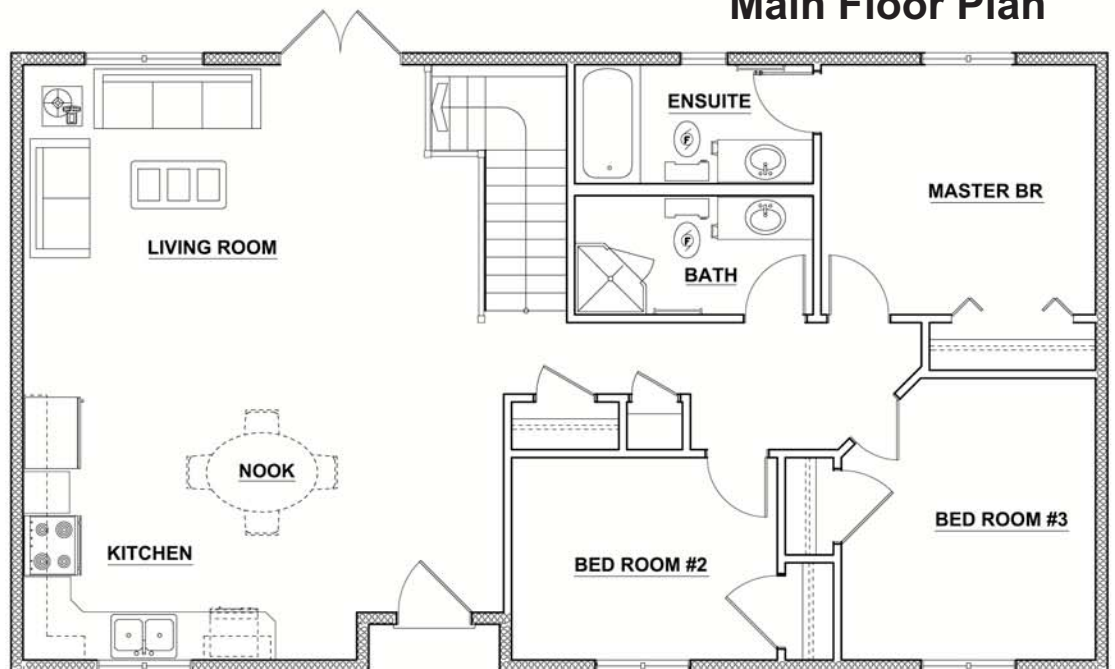 Main Floor Plan
ENSUITE
F
MASTER BR
LIVING ROOM
F
BATH
NOOK
KITCHEN
BED ROOM #2
BED ROOM #3